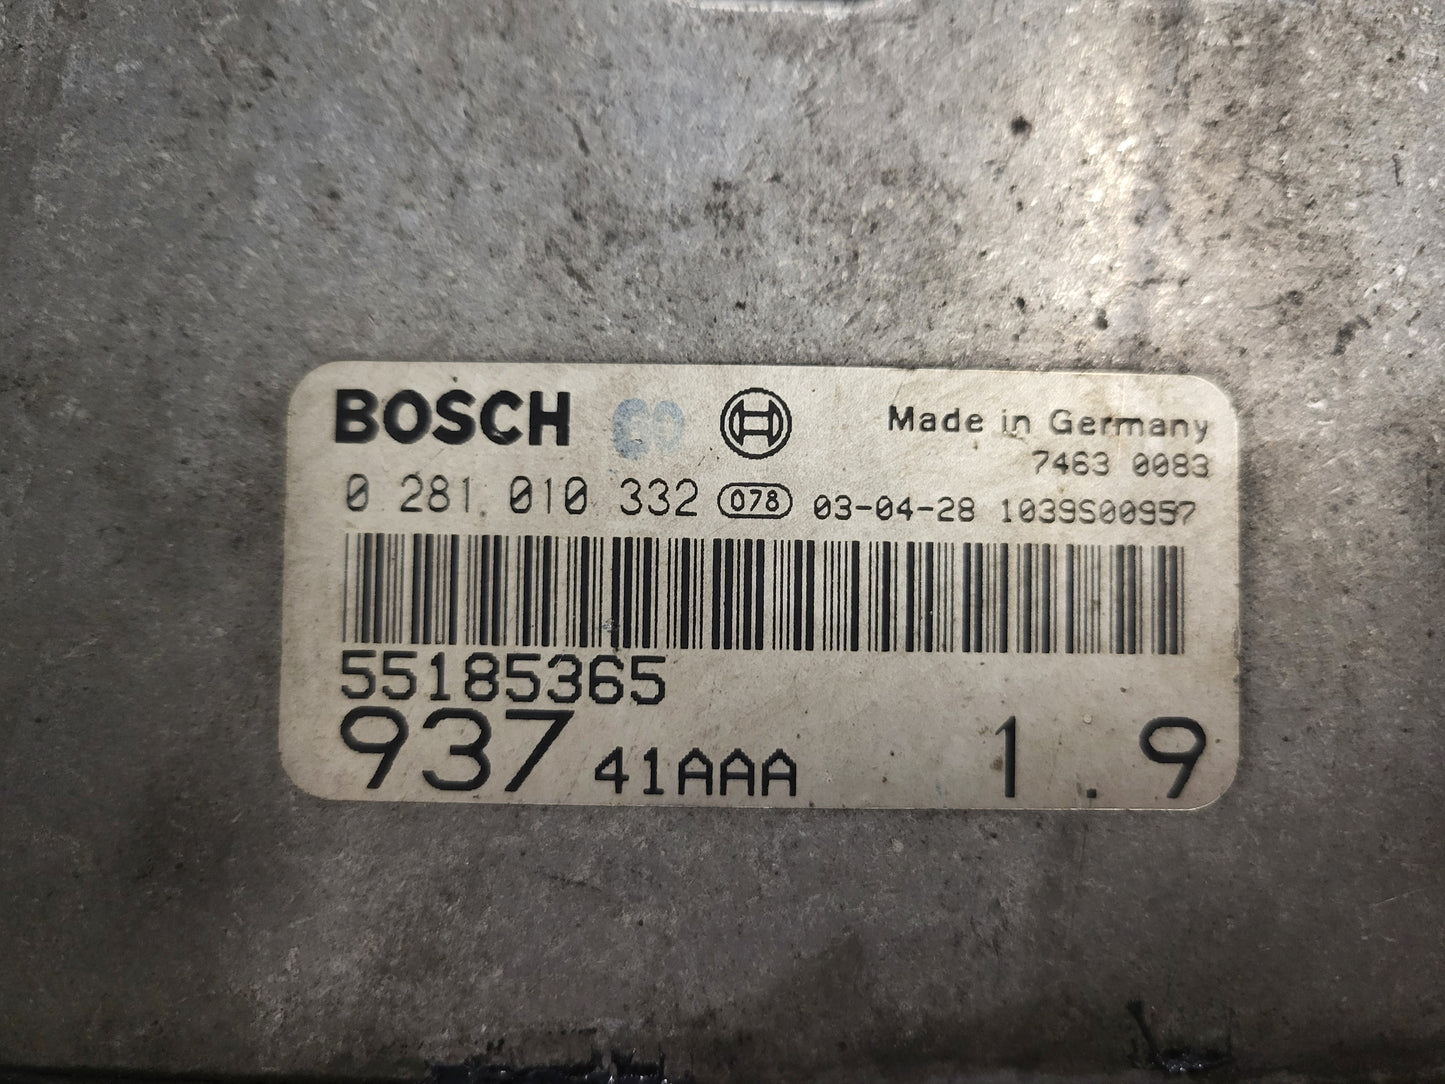 BOSCH Made in Germany
7463 0083
0 281 010 332 078 03-04-28 1039S00957
55185365
937 41AAA 1.9